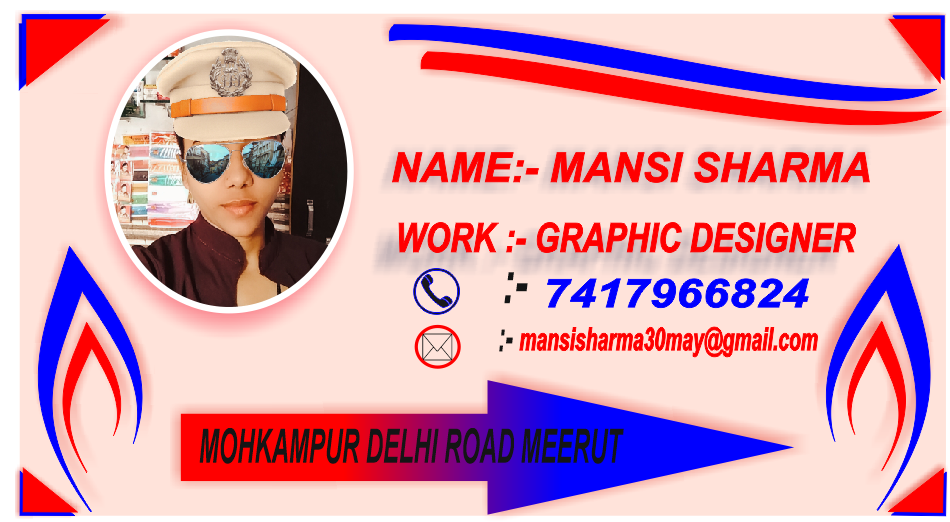 NAME:- MANSI SHARMA
WORK :- GRAPHIC DESIGNER
:- 7417966824
:- mansisharma30may@gmail.com
MOHKAMPUR DELHI ROAD MEERUT